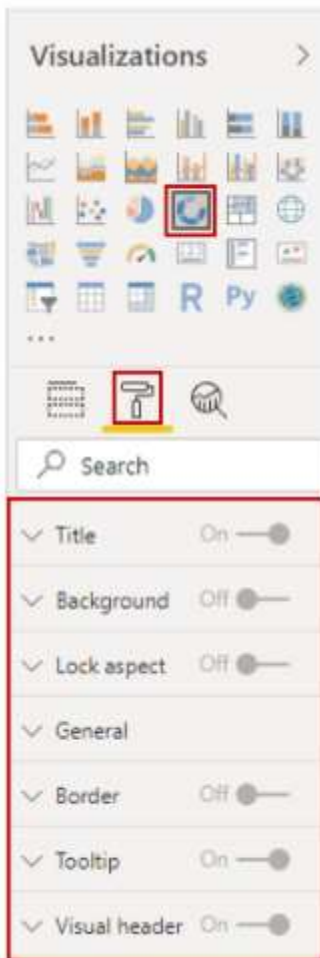 Visualizations
R Py
Search
Title On
Background Off
Lock aspect Off
General
Border Off
Tooltip On
Visual header On